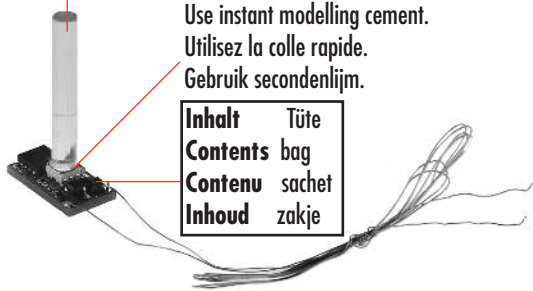 Use instant modelling cement.
Utilisez la colle rapide.
Gebruik secondenlijm.
Inhalt Tüte
Contents bag
Contenu sachet
Inhoud zakje